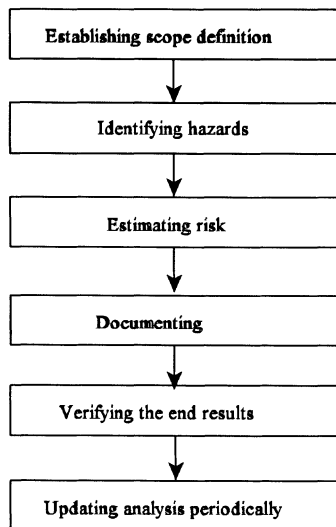 Establishing scope definition
Identifying hazards
Estimating risk
Documenting
Verifying the end results
Updating analysis periodically